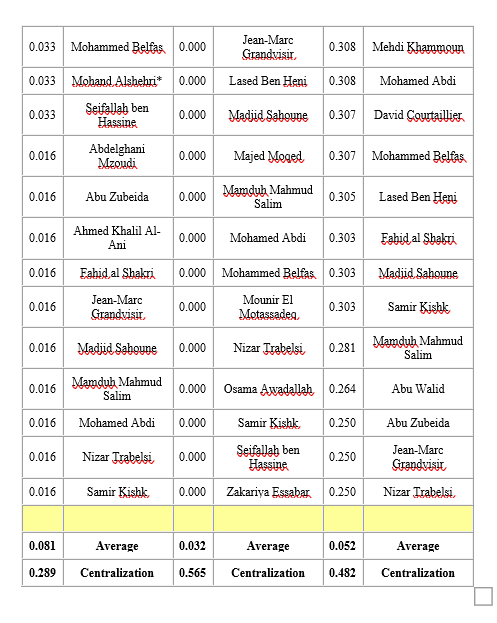 0.033 Mohammed Belfas 0.000 Jean-Marc Grandvisir 0.308 Mehdi Khammoun
0.033 Mohand Alshehri* 0.000 Lased Ben Heni 0.308 Mohamed Abdi
0.033 Seifallah ben Hassine 0.000 Madjid Sahoune 0.307 David Courtaillier
0.016 Abdelghani Mzoudi 0.000 Majed Moqed 0.307 Mohammed Belfas
0.016 Abu Zubeida 0.000 Mamduh Mahmud Salim 0.305 Lased Ben Heni
0.016 Ahmed Khalil Al-Ani 0.000 Mohamed Abdi 0.303 Fahid al Shakri
0.016 Fahid al Shakri 0.000 Mohammed Belfas 0.303 Madjid Sahoune
0.016 Jean-Marc Grandvisir 0.000 Mounir El Motassadeq 0.303 Samir Kishk
0.016 Madjid Sahoune 0.000 Nizar Trabelsi 0.281 Mamduh Mahmud Salim
0.016 Mamduh Mahmud Salim 0.000 Osama Awadallah 0.264 Abu Walid
0.016 Mohamed Abdi 0.000 Samir Kishk 0.250 Abu Zubeida
0.016 Nizar Trabelsi 0.000 Seifallah ben Hassine 0.250 Jean-Marc Grandvisir
0.016 Samir Kishk 0.000 Zakariya Essabar 0.250 Nizar Trabelsi
0.081 Average 0.032 Average 0.052 Average
0.289 Centralization 0.565 Centralization 0.482 Centralization